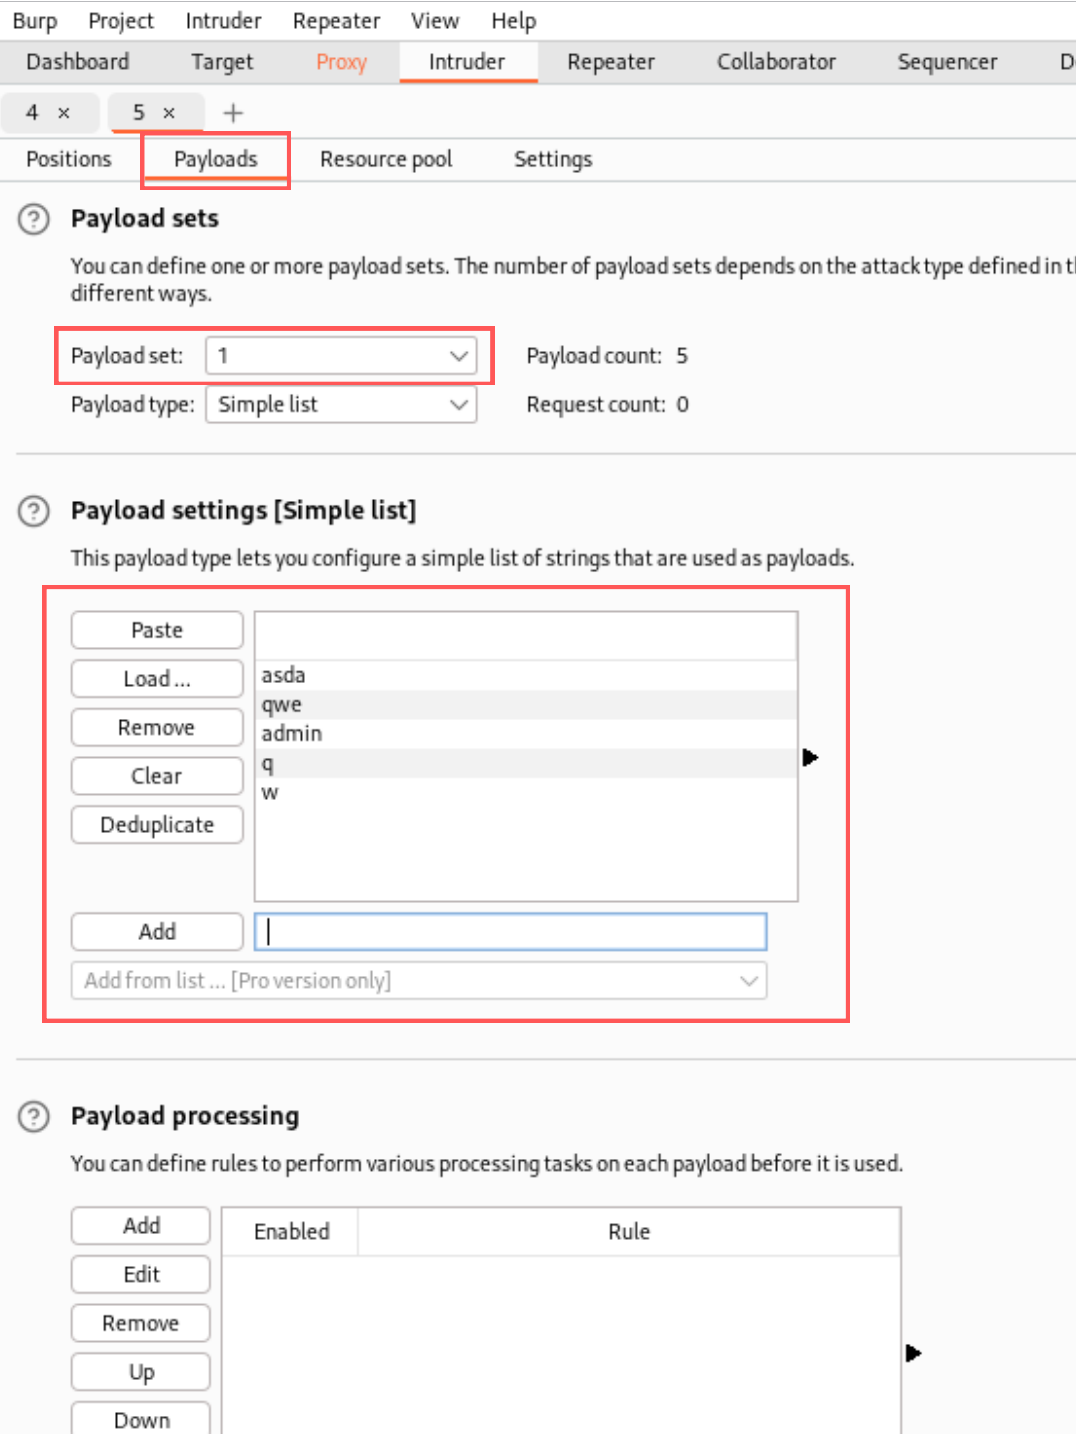 Burp Project Intruder Repeater View Help
Dashboard Target Proxy Intruder Repeater Collaborator Sequencer D
4 × 5 × +
Positions Payloads Resource pool Settings
? Payload sets
You can define one or more payload sets. The number of payload sets depends on the attack type defined in t
different ways.
Payload set: 1 Payload count: 5
Payload type: Simple list Request count: 0
? Payload settings [Simple list]
This payload type lets you configure a simple list of strings that are used as payloads.
Paste
Load ... asda
qwe
Remove admin
q
Clear w
Deduplicate
Add
Add from list ... [Pro version only]
? Payload processing
You can define rules to perform various processing tasks on each payload before it is used.
Add Enabled Rule
Edit
Remove
Up
Down